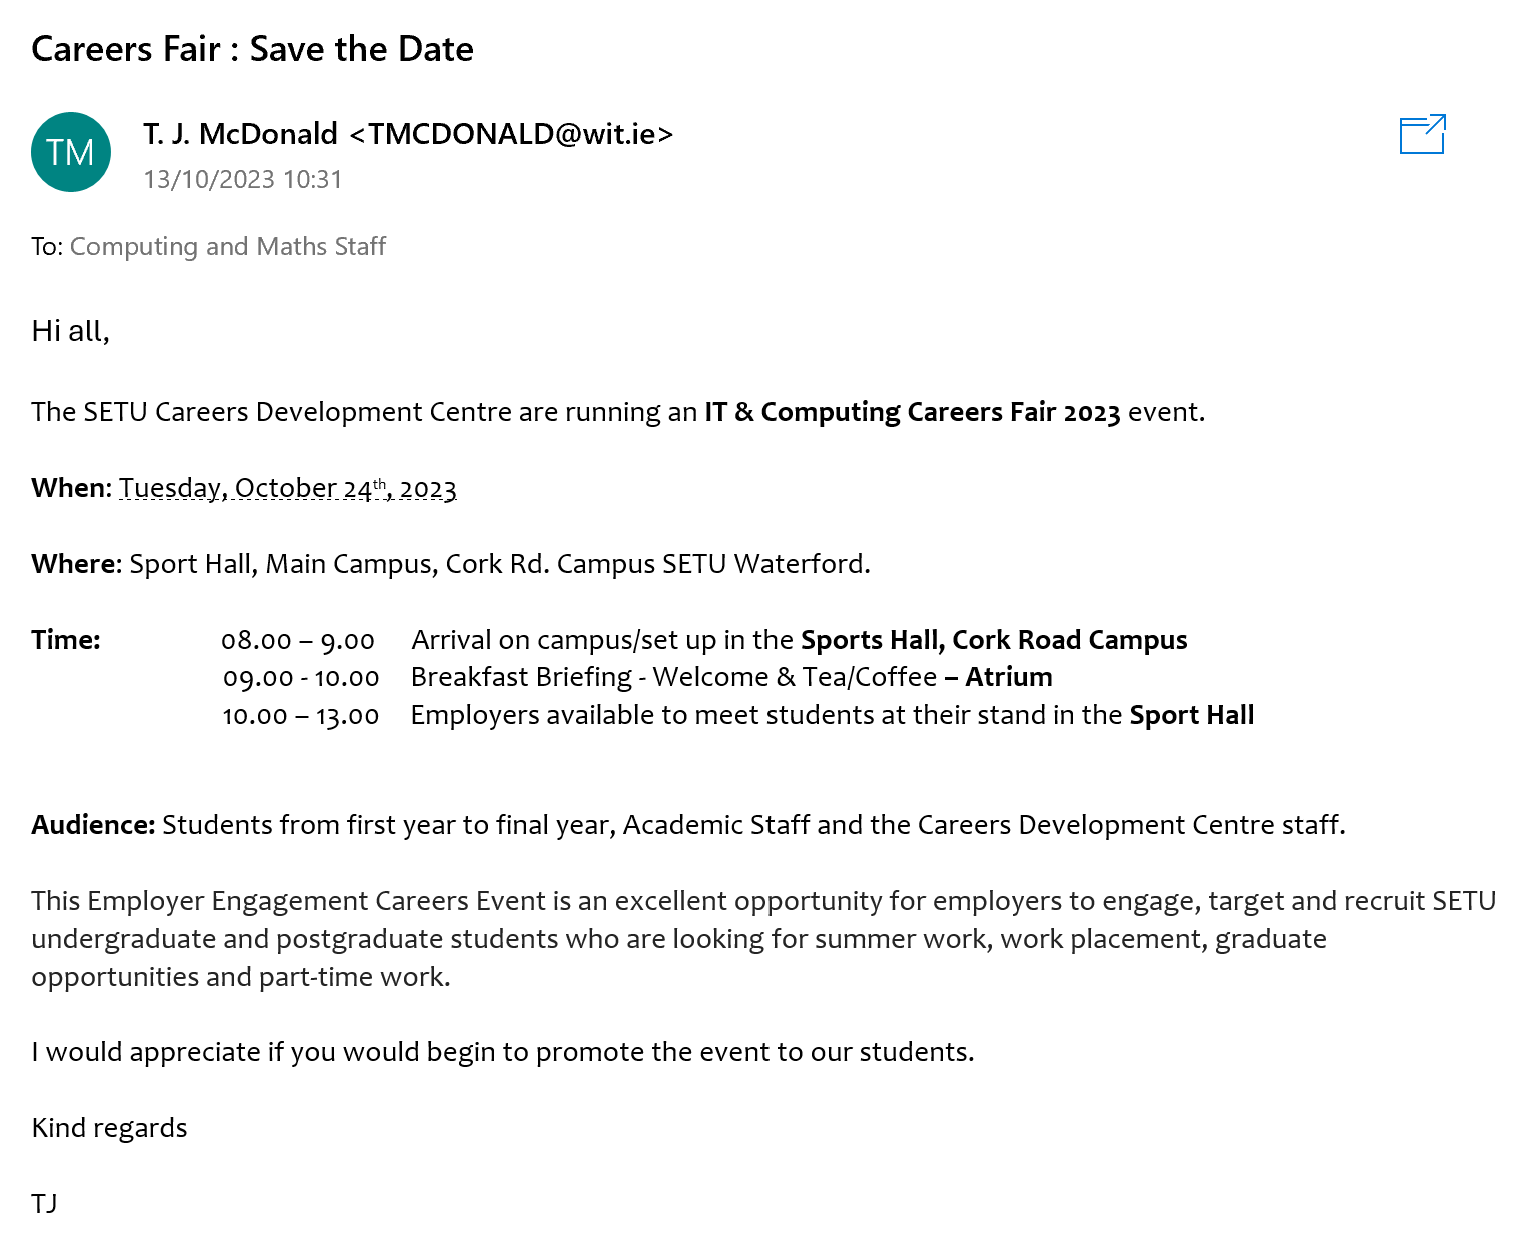 Careers Fair : Save the Date
TM
T. J. McDonald <TMCDONALD@wit.ie>
13/10/2023 10:31
To: Computing and Maths Staff
Hi all,
The SETU Careers Development Centre are running an IT & Computing Careers Fair 2023 event.
When: Tuesday, October 24th, 2023
Where: Sport Hall, Main Campus, Cork Rd. Campus SETU Waterford.
Time: 08.00 – 9.00 Arrival on campus/set up in the Sports Hall, Cork Road Campus
09.00 - 10.00 Breakfast Briefing - Welcome & Tea/Coffee – Atrium
10.00 – 13.00 Employers available to meet students at their stand in the Sport Hall
Audience: Students from first year to final year, Academic Staff and the Careers Development Centre staff.
This Employer Engagement Careers Event is an excellent opportunity for employers to engage, target and recruit SETU
undergraduate and postgraduate students who are looking for summer work, work placement, graduate
opportunities and part-time work.
I would appreciate if you would begin to promote the event to our students.
Kind regards
TJ